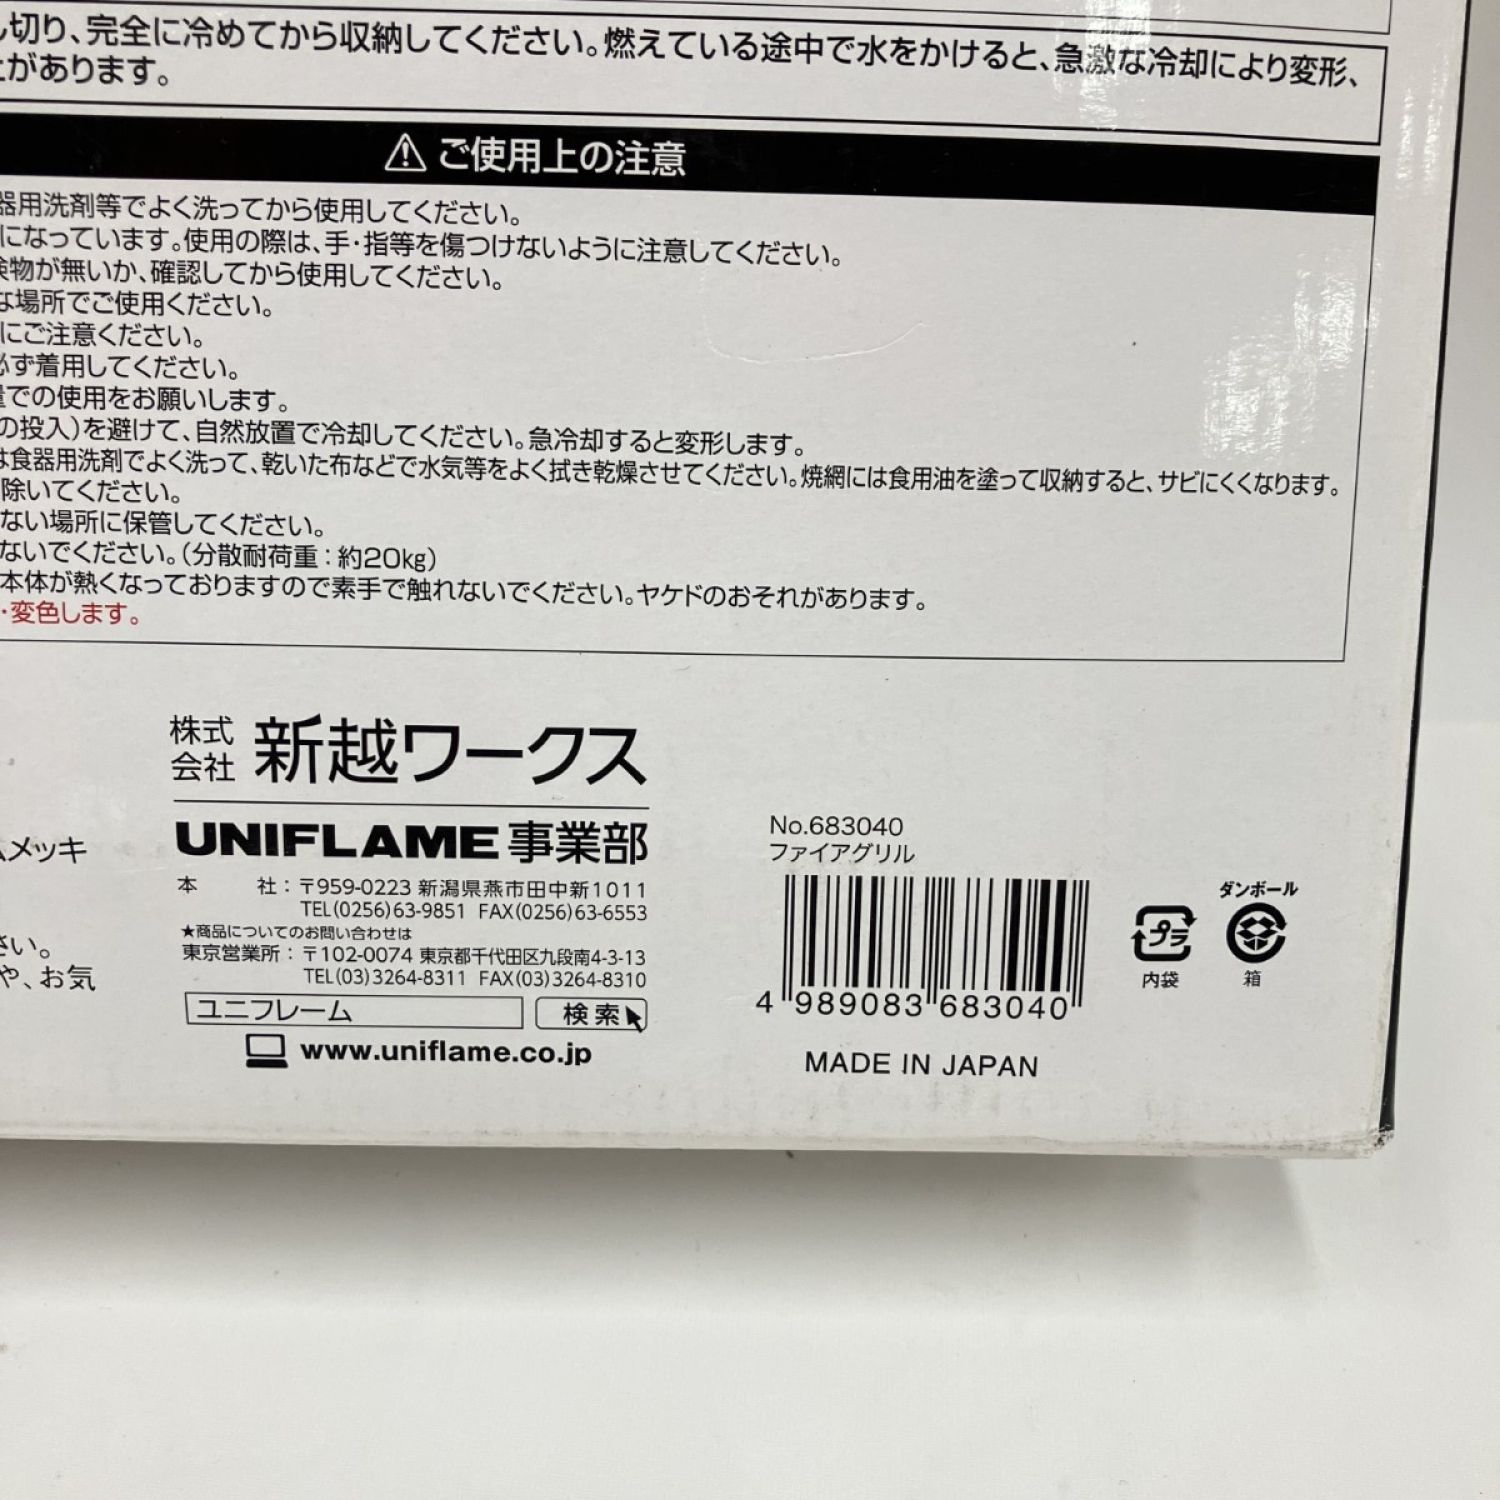 切り、完全に冷めてから収納してください。燃えている途中で水をかけると、急激な冷却により変形、
があります。
⚠ ご使用上の注意
器用洗剤等でよく洗ってから使用してください。
になっています。使用の際は、手・指等を傷つけないように注意してください。
物が無いか、確認してから使用してください。
な場所でご使用ください。
にご注意ください。
必ず着用してください。
量での使用をお願いします。
の投入)を避けて、自然放置で冷却してください。急冷却すると変形します。
は食器用洗剤でよく洗って、乾いた布などで水気等をよく拭き乾燥させてください。焼網には食用油を塗って収納すると、サビにくくなります。
除いてください。
ない場所に保管してください。
ないでください。(分散耐荷重:約20kg)
本体が熱くなっておりますので素手で触れないでください。ヤケドのおそれがあります。
・変色します。
メッキ
さい。
や、お気
株式会社 新越ワークス
UNIFLAME 事業部
本 社:〒959-0223 新潟県燕市田中新1011
TEL(0256)63-9851 FAX(0256)63-6553
★商品についてのお問い合わせは
東京営業所:〒102-0074 東京都千代田区九段南4-3-13
TEL(03)3264-8311 FAX(03)3264-8310
ユニフレーム 検索
www.uniflame.co.jp
No.683040
ファイアグリル
4 989083 683040
MADE IN JAPAN
プラ
内袋
ダンボール
箱